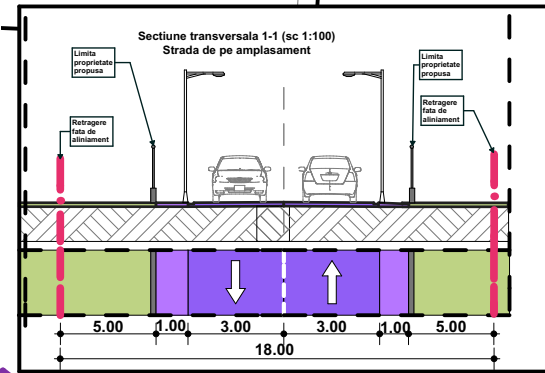 Sectiune transversala 1-1 (sc 1:100)
Strada de pe amplasament
Limita
proprietate
propusa
Limita
proprietate
propusa
Retragere
fata de
aliniament
Retragere
fata de
aliniament
5.00 1.00 3.00 3.00 1.00 5.00
18.00